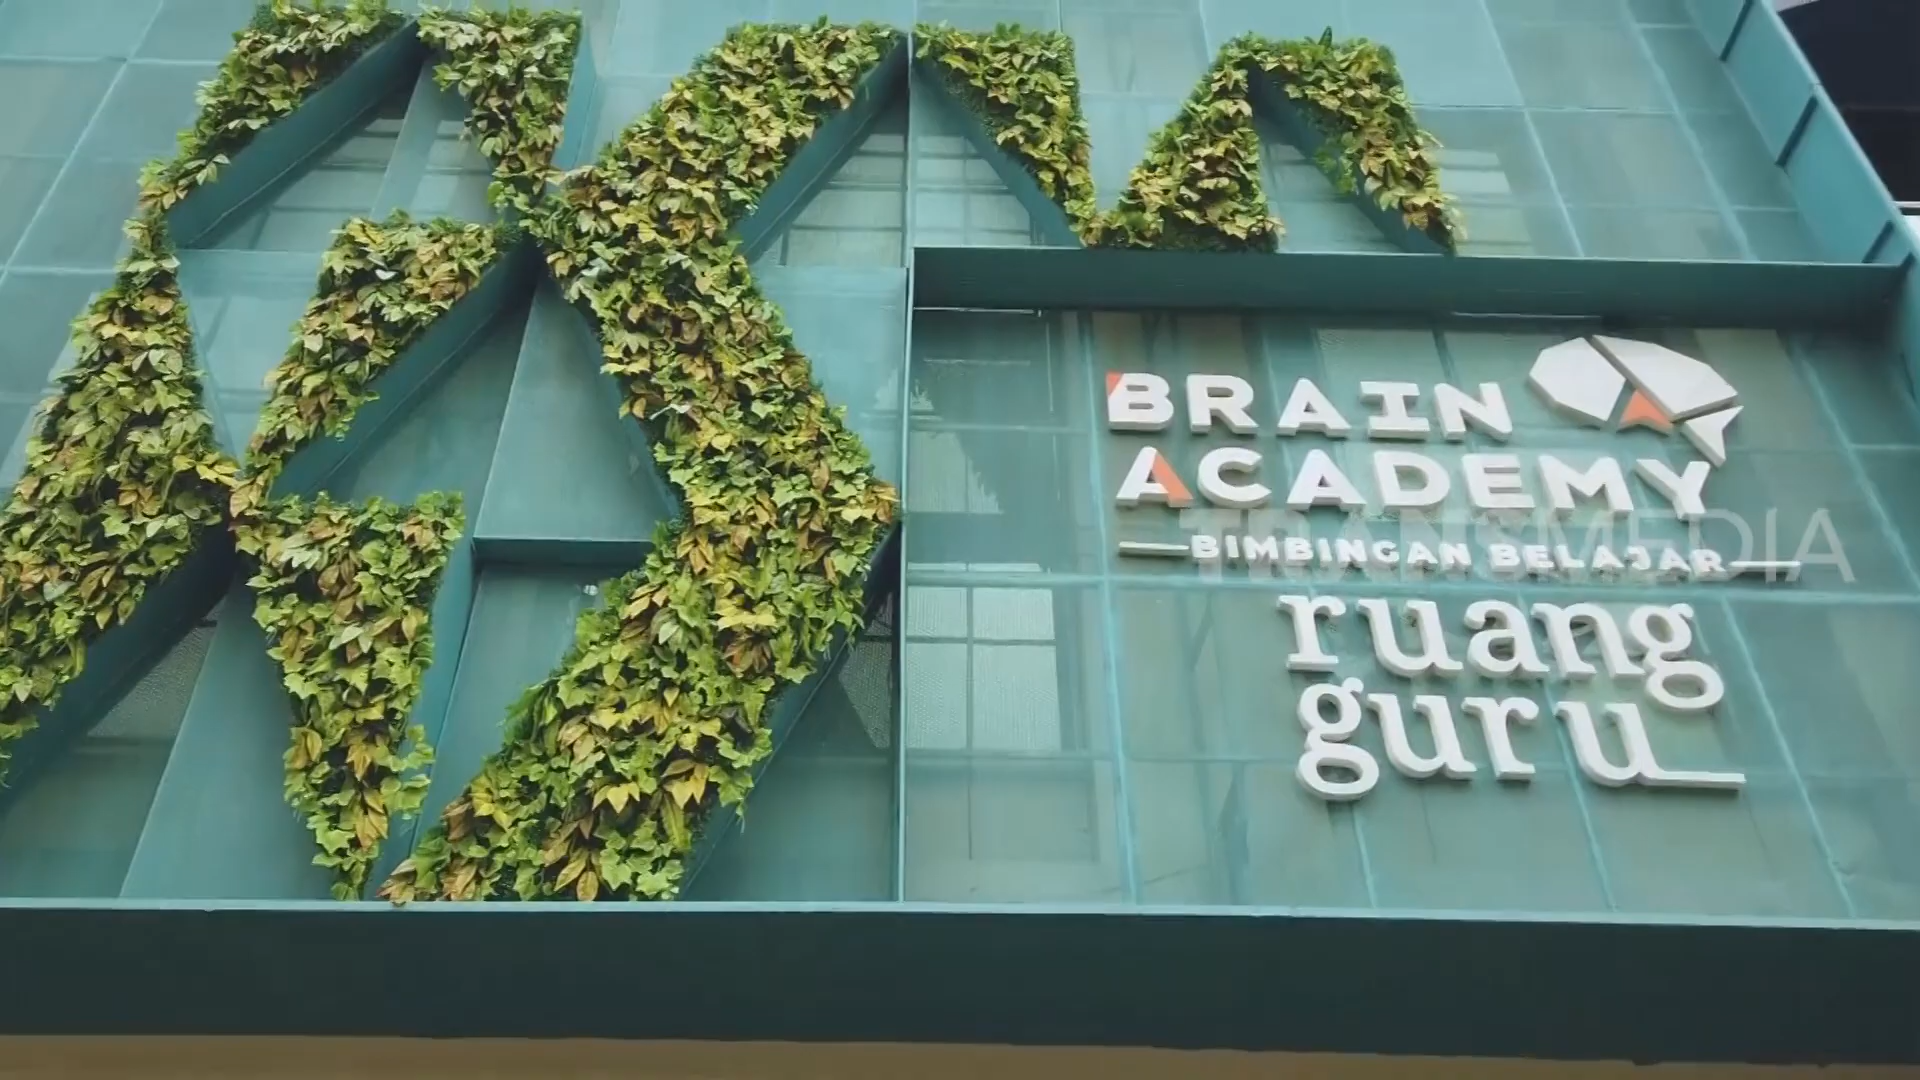 BRAIN
ACADEMY
BIMBINGAN BELAJAR
TRANSMEDIA
ruang
guru